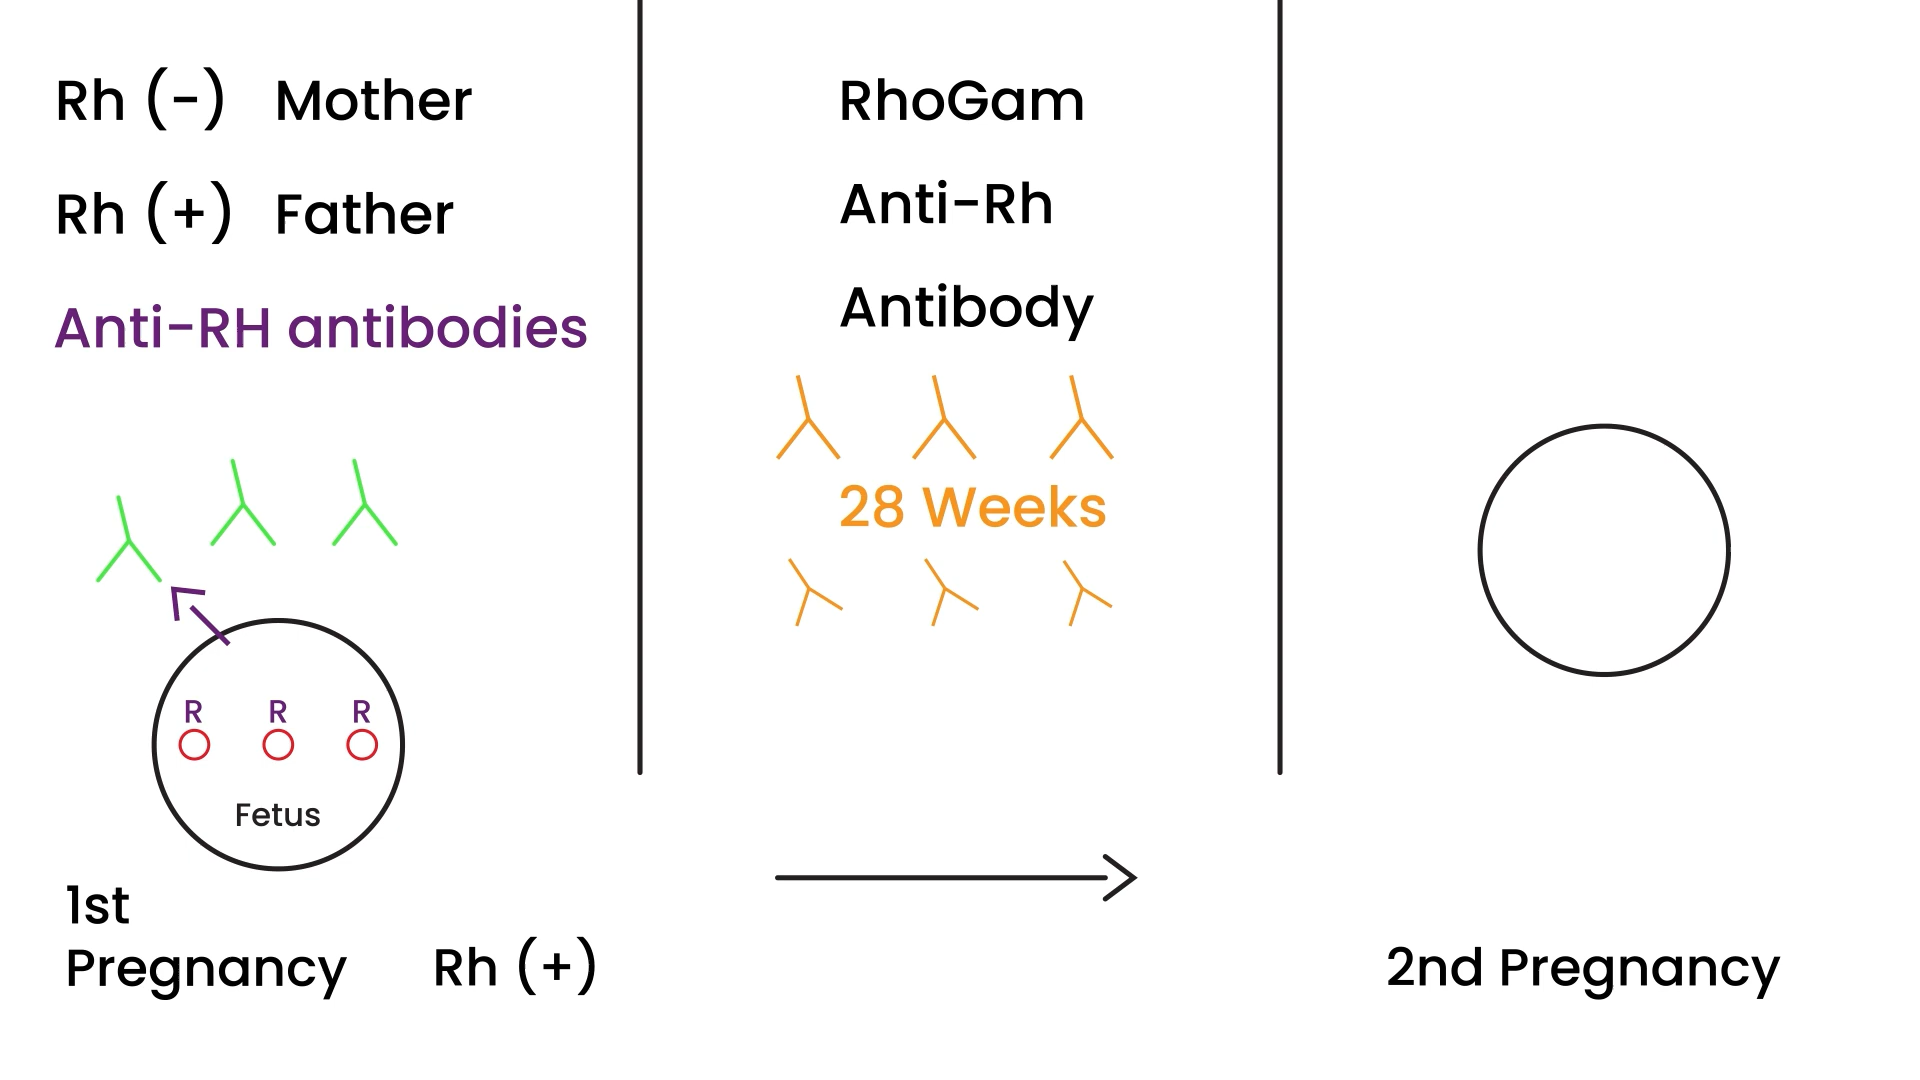 Rh (-) Mother
Rh (+) Father
Anti-RH antibodies
R R R
Fetus
1st
Pregnancy Rh (+)
RhoGam
Anti-Rh
Antibody
28 Weeks
2nd Pregnancy